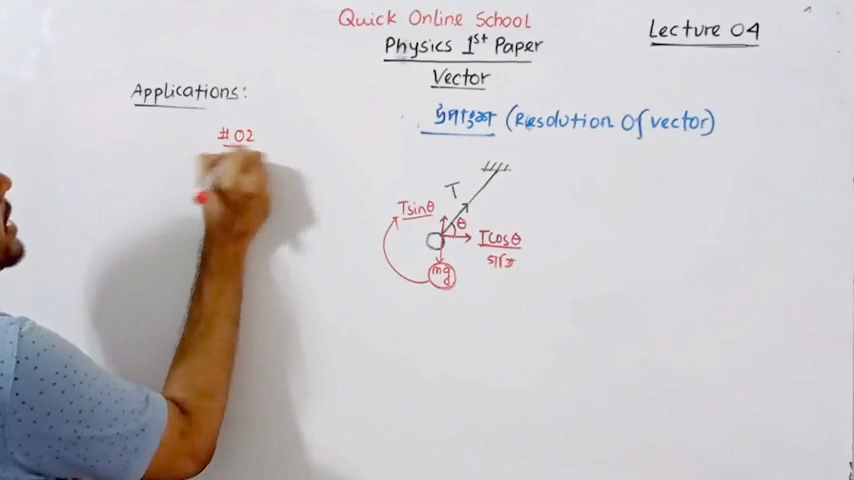 Quick Online School
Lecture 04
Physics 1st Paper
Vector
Applications:
(Resolution Of vector)
# 02
T
Tsinθ
θ
TCosθ
mg